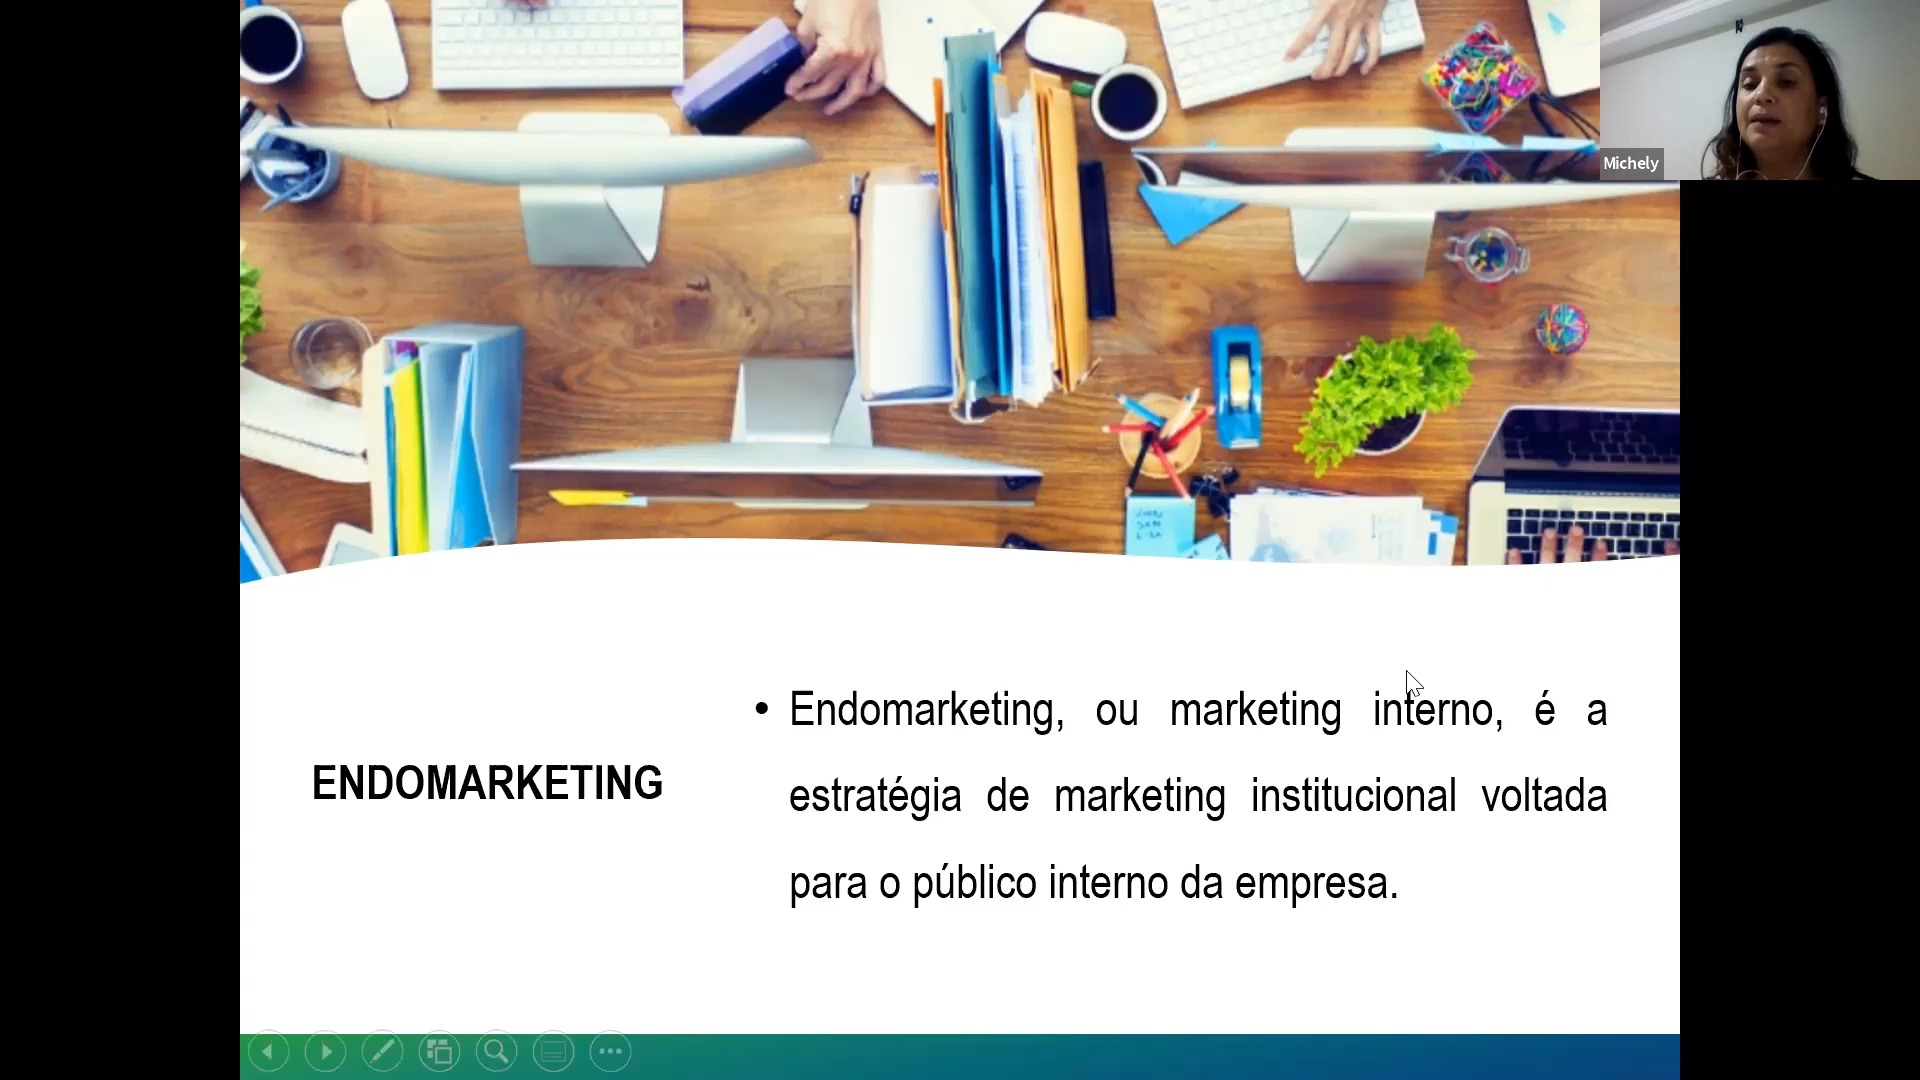 Michely
ENDOMARKETING
• Endomarketing, ou marketing interno, é a
estratégia de marketing institucional voltada
para o público interno da empresa.